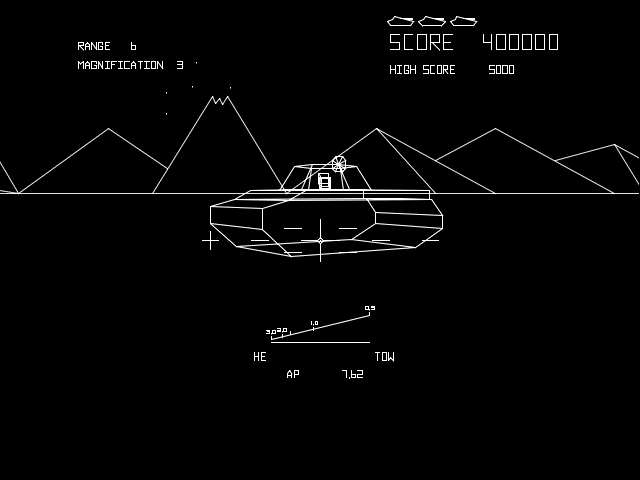 SCORE 400000
RANGE 6
MAGNIFICATION 3
HIGH SCORE 5000
0.5
1.0
3.0 2.0
HE TOW
AP 7.62